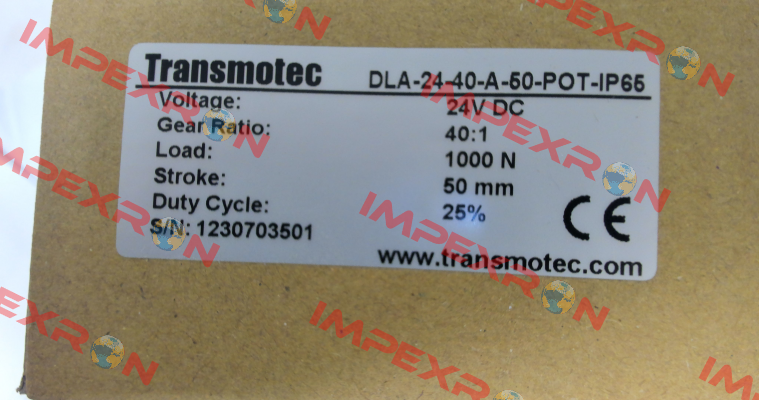 Transmotec DLA-24-40-A-50-POT-IP65
Voltage: 24V DC
Gear Ratio: 40:1
Load: 1000 N
Stroke: 50 mm
Duty Cycle: 25%
S/N: 1230703501
CE
www.transmotec.com
IMPEXRON
IMPEXRON
IMPEXRON
IMPEXRON
IMPEXRON
IMPEXRON